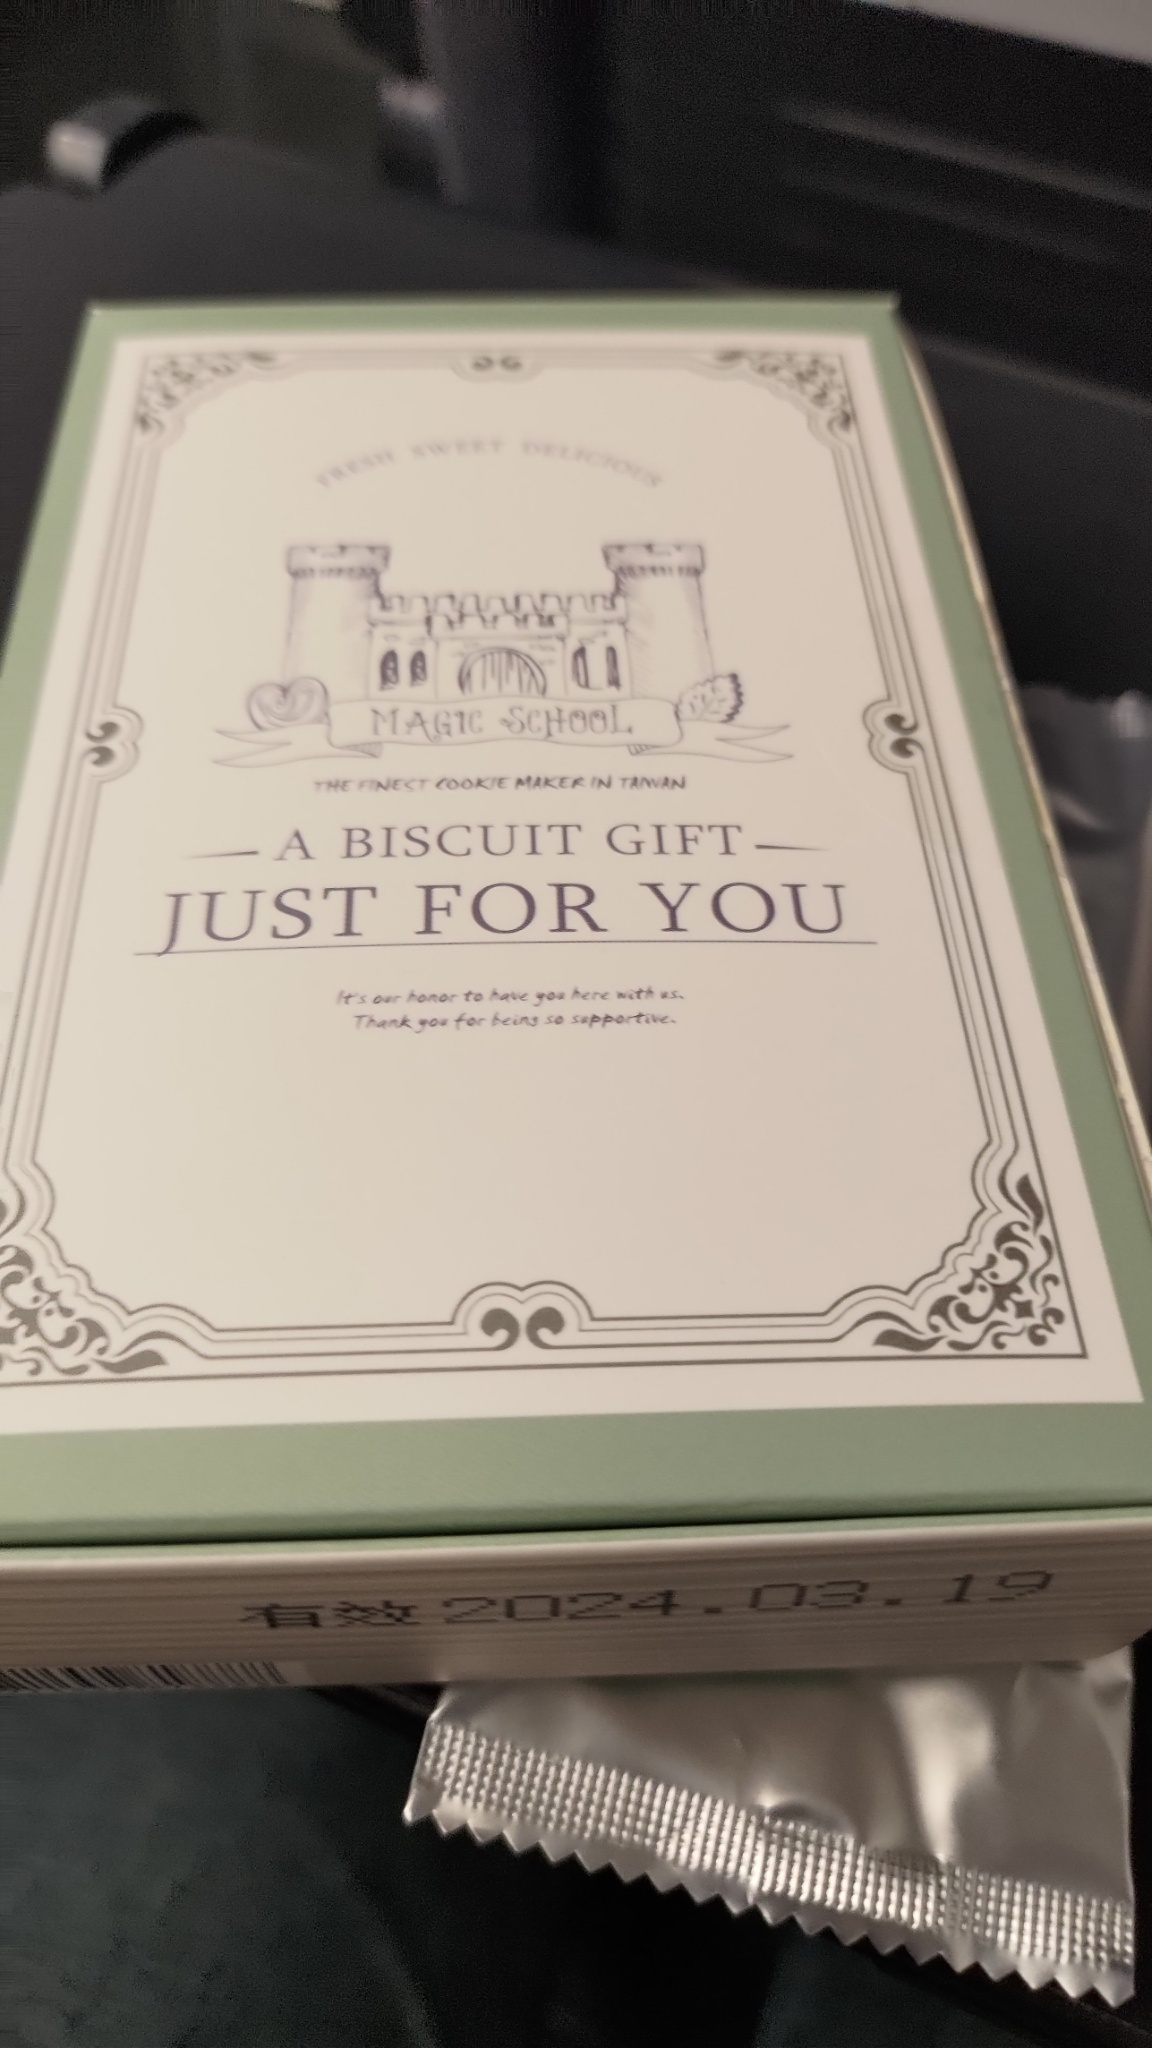 FRESH SWEET DELICIOUS
MAGIC SCHOOL
THE FINEST COOKIE MAKER IN TAIWAN
A BISCUIT GIFT
JUST FOR YOU
It's our honor to have you here with us.
Thank you for being so supportive.
有效 2024.03.19